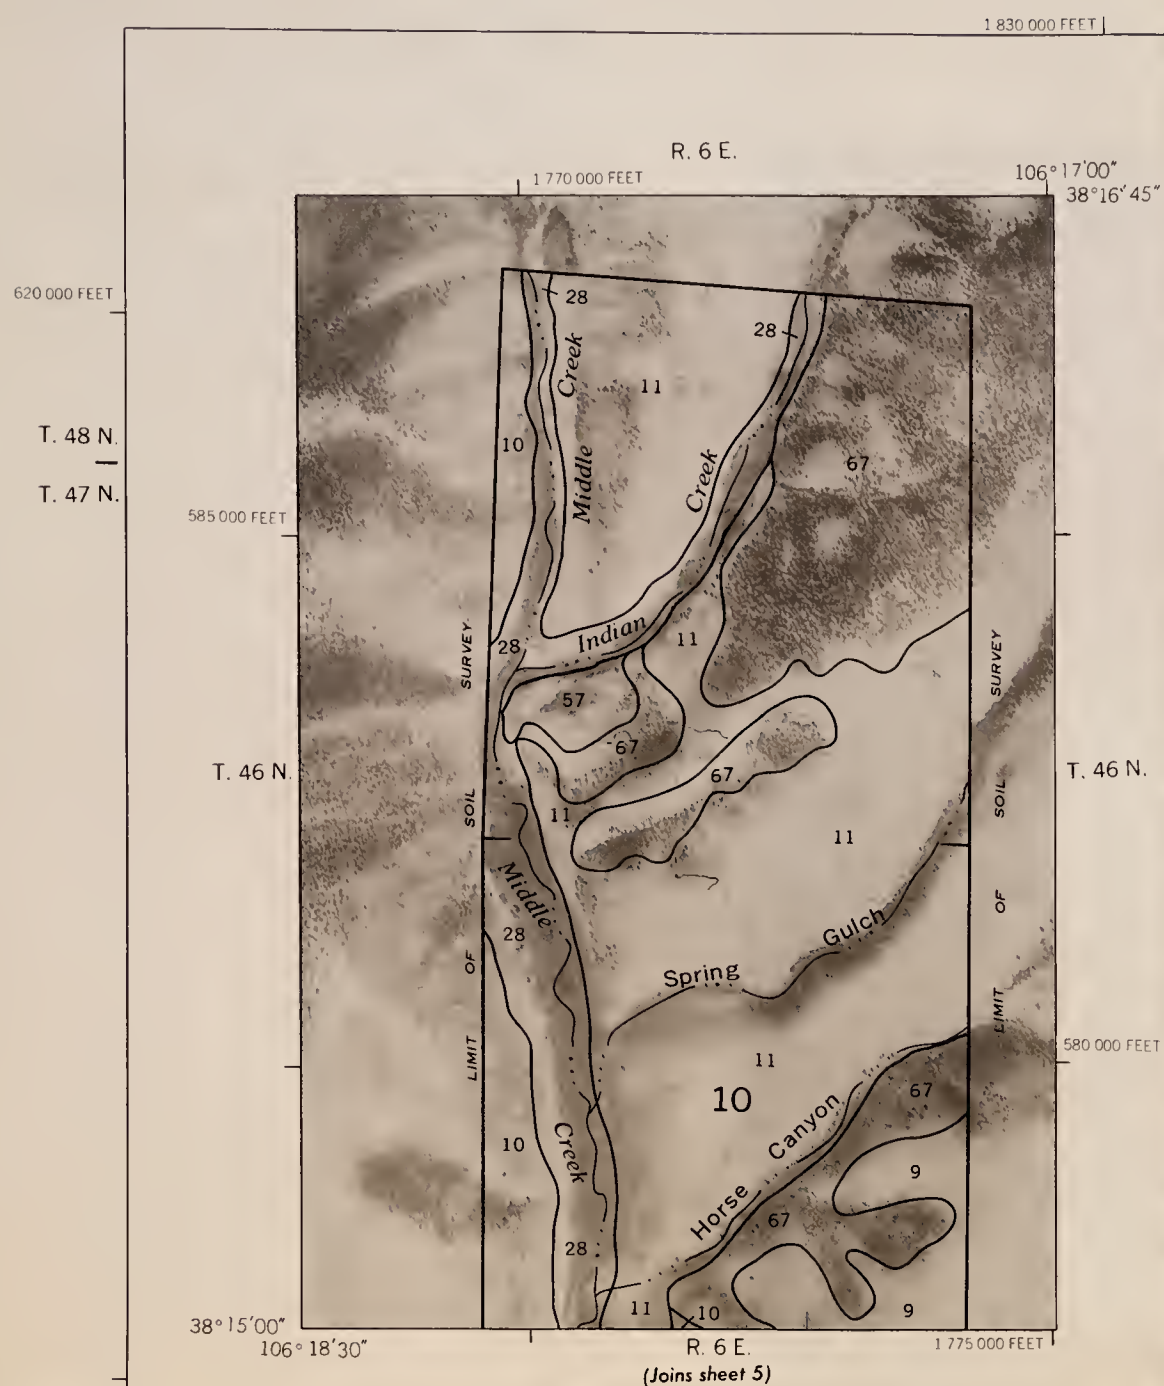 1 830 000 FEET
R. 6 E.
1 770 000 FEET
106° 17' 00"
38° 16' 45"
620 000 FEET
28
28
Creek
11
T. 48 N.
10
Middle
Creek
67
T. 47 N.
585 000 FEET
Indian
11
28
SURVEY
SURVEY
57
67
67
T. 46 N.
T. 46 N.
SOIL
SOIL
11
11
Middle
28
Gulch
OF
OF
Spring
LIMIT
LIMIT
11
580 000 FEET
10
67
Canyon
10
Creek
9
Horse
67
28
11
10
9
38° 15' 00"
106° 18' 30"
R. 6 E.
1 775 000 FEET
(Joins sheet 5)